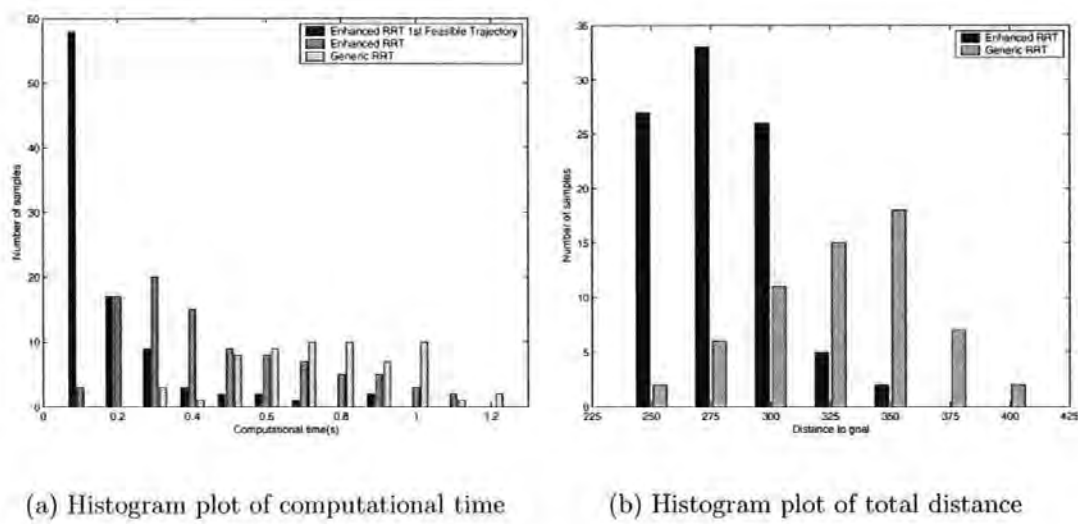 60
50
40
30
20
10
0
0
0.2
0.4
0.6
0.8
1
1.2
Number of samples
Computational time(s)
Enhanced RRT 1st Feasible Trajectory
Enhanced RRT
Generic RRT
35
30
25
20
15
10
5
0
225
250
275
300
325
350
375
400
425
Number of samples
Distance to goal
Enhanced RRT
Generic RRT
(a) Histogram plot of computational time
(b) Histogram plot of total distance